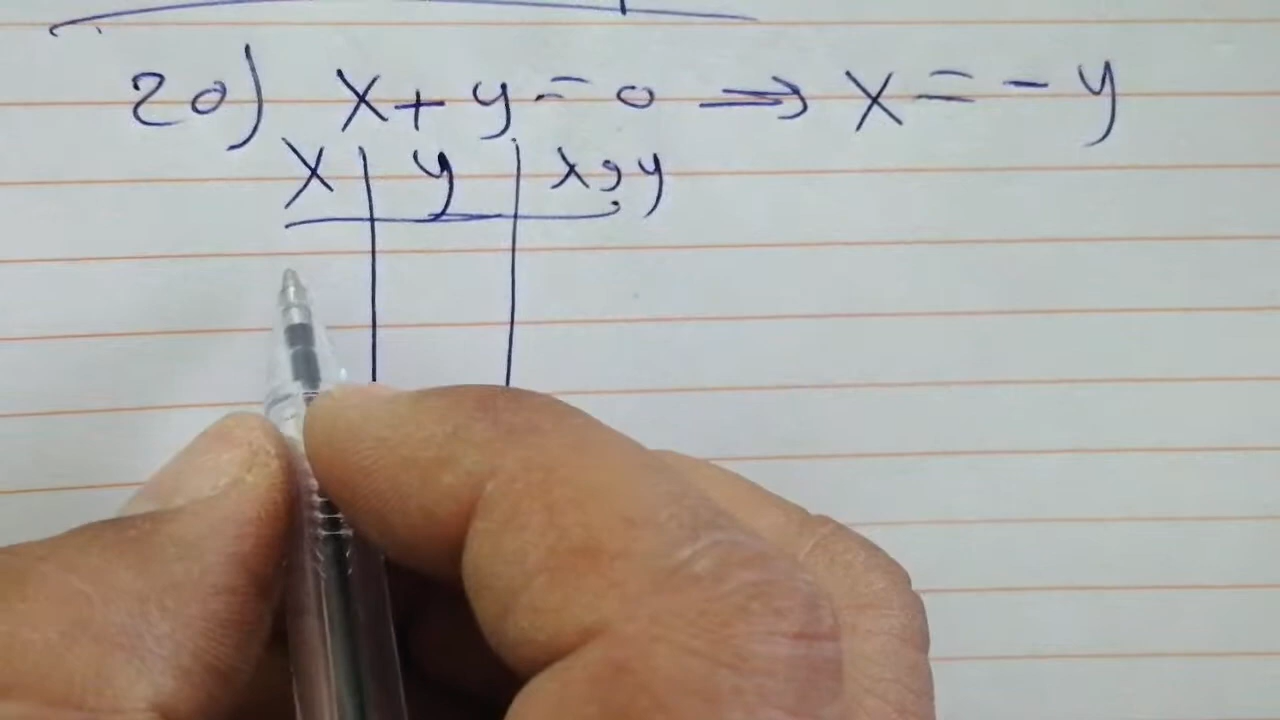 20) x + y = 0 ⇒ x = - y
x | y | x,y